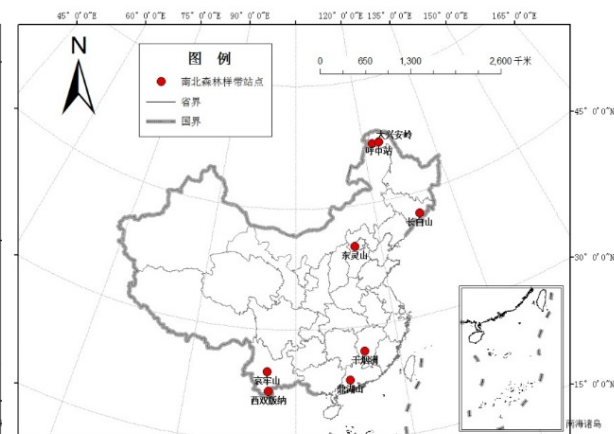 45° 0'0"E 60° 0'0"E 75° 0'0"E 90° 0'0"E 120° 0'0"E 135° 0'0"E 150° 0'0"E 165° 0'0"E
N
图 例
南北森林样带站点
省界
国界
0 650 1,300 2,600 千米
45° 0'0"N
大兴安岭
呼中站
长白山
东灵山
30° 0'0"N
千烟洲
哀牢山
鼎湖山
15° 0'0"N
西双版纳
南海诸岛